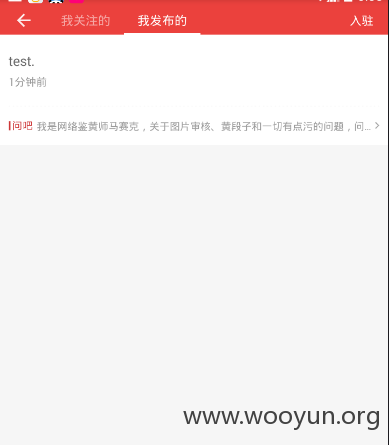 我关注的 我发布的 入驻
test.
1分钟前
问吧 我是网络鉴黄师马赛克，关于图片审核、黄段子和一切有点污的问题，问...
www.wooyun.org